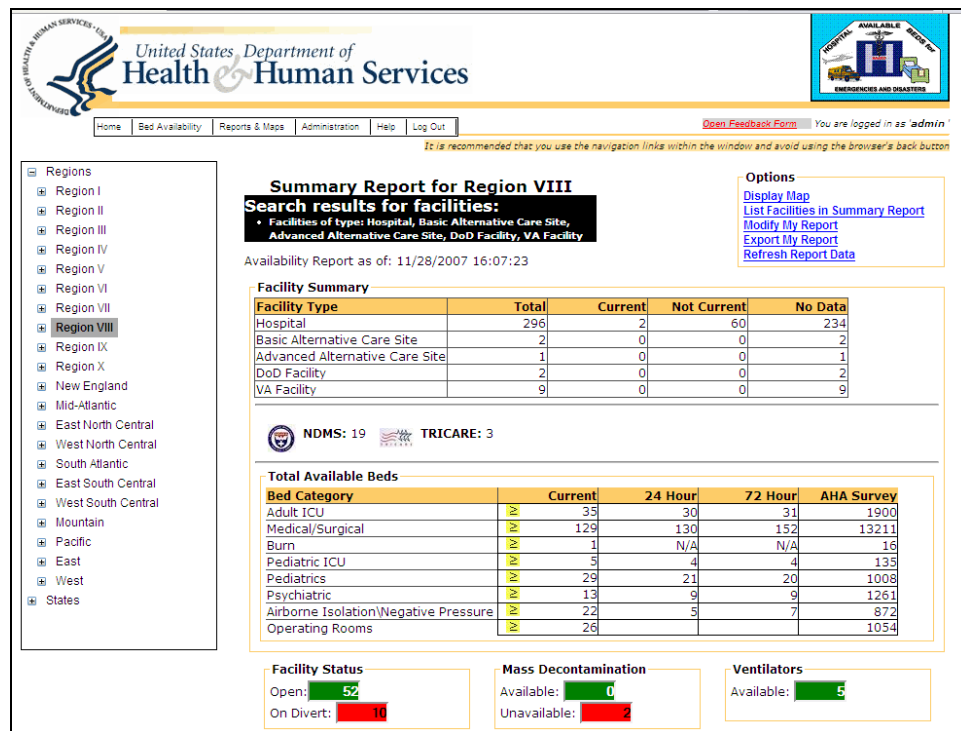 DEPARTMENT OF HEALTH & HUMAN SERVICES · USA
United States Department of
Health & Human Services
HOSPITAL AVAILABLE BEDS for
H
EMERGENCIES AND DISASTERS
Home Bed Availability Reports & Maps Administration Help Log Out
Open Feedback Form You are logged in as 'admin '
It is recommended that you use the navigation links within the window and avoid using the browser's back button
Regions
Region I
Region II
Region III
Region IV
Region V
Region VI
Region VII
Region VIII
Region IX
Region X
New England
Mid-Atlantic
East North Central
West North Central
South Atlantic
East South Central
West South Central
Mountain
Pacific
East
West
States
Summary Report for Region VIII
Search results for facilities:
• Facilities of type: Hospital, Basic Alternative Care Site,
Advanced Alternative Care Site, DoD Facility, VA Facility
Availability Report as of: 11/28/2007 16:07:23
Options
Display Map
List Facilities in Summary Report
Modify My Report
Export My Report
Refresh Report Data
Facility Summary
Facility Type Total Current Not Current No Data
Hospital 296 2 60 234
Basic Alternative Care Site 2 0 0 2
Advanced Alternative Care Site 1 0 0 1
DoD Facility 2 0 0 2
VA Facility 9 0 0 9
NDMS: 19 TRICARE TRICARE: 3
Total Available Beds
Bed Category Current 24 Hour 72 Hour AHA Survey
Adult ICU ≥ 35 30 31 1900
Medical/Surgical ≥ 129 130 152 13211
Burn ≥ 1 N/A N/A 16
Pediatric ICU ≥ 5 4 4 135
Pediatrics ≥ 29 21 20 1008
Psychiatric ≥ 13 9 9 1261
Airborne Isolation\Negative Pressure ≥ 22 5 7 872
Operating Rooms ≥ 26 1054
Facility Status
Open: 52
On Divert: 10
Mass Decontamination
Available: 0
Unavailable: 2
Ventilators
Available: 5